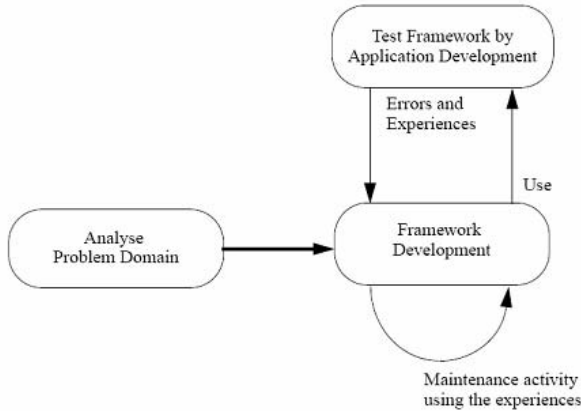 Test Framework by
Application Development
Errors and
Experiences
Use
Analyse
Problem Domain
Framework
Development
Maintenance activity
using the experiences